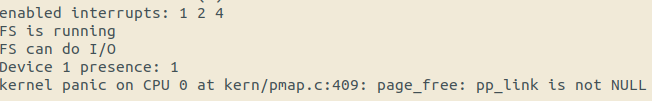 enabled interrupts: 1 2 4
FS is running
FS can do I/O
Device 1 presence: 1
kernel panic on CPU 0 at kern/pmap.c:409: page_free: pp_link is not NULL